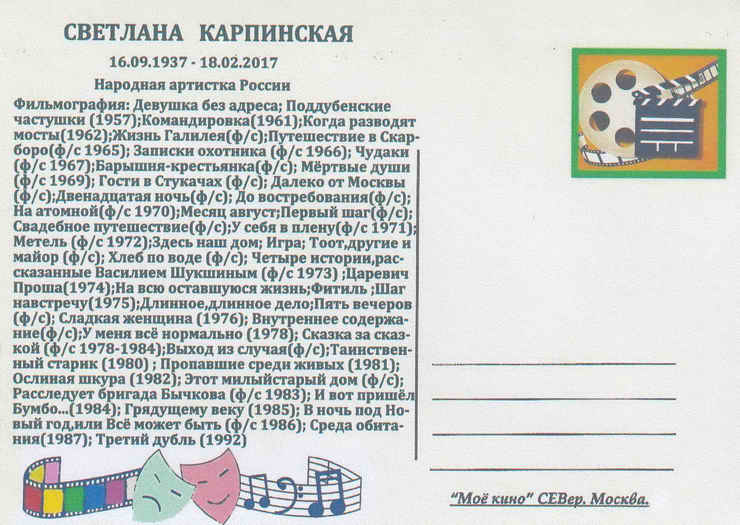 СВЕТЛАНА КАРПИНСКАЯ
16.09.1937 - 18.02.2017
Народная артистка России
Фильмография: Девушка без адреса; Поддубенские
частушки (1957);Командировка(1961);Когда разводят
мосты(1962);Жизнь Галилея(ф/с);Путешествие в Скар-
боро(ф/с 1965); Записки охотника (ф/с 1966); Чудаки
(ф/с 1967);Барышня-крестьянка(ф/с); Мёртвые души
(ф/с 1969); Гости в Стукачах (ф/с); Далеко от Москвы
(ф/с);Двенадцатая ночь(ф/с); До востребования(ф/с);
На атомной(ф/с 1970);Месяц август;Первый шаг(ф/с);
Свадебное путешествие(ф/с);У себя в плену(ф/с 1971);
Метель (ф/с 1972);Здесь наш дом; Игра; Тоот,другие и
майор (ф/с); Хлеб по воде (ф/с); Четыре истории,рас-
сказанные Василием Шукшиным (ф/с 1973) ;Царевич
Проша(1974);На всю оставшуюся жизнь;Фитиль ;Шаг
навстречу(1975);Длинное,длинное дело;Пять вечеров
(ф/с); Сладкая женщина (1976); Внутреннее содержа-
ние(ф/с);У меня всё нормально (1978); Сказка за сказ-
кой (ф/с 1978-1984);Выход из случая(ф/с);Таинствен-
ный старик (1980) ; Пропавшие среди живых (1981);
Ослиная шкура (1982); Этот милыйстарый дом (ф/с);
Расследует бригада Бычкова (ф/с 1983); И вот пришёл
Бумбо...(1984); Грядущему веку (1985); В ночь под Но-
вый год,или Всё может быть (ф/с 1986); Среда обита-
ния(1987); Третий дубль (1992)
"Моё кино" СЕВер. Москва.